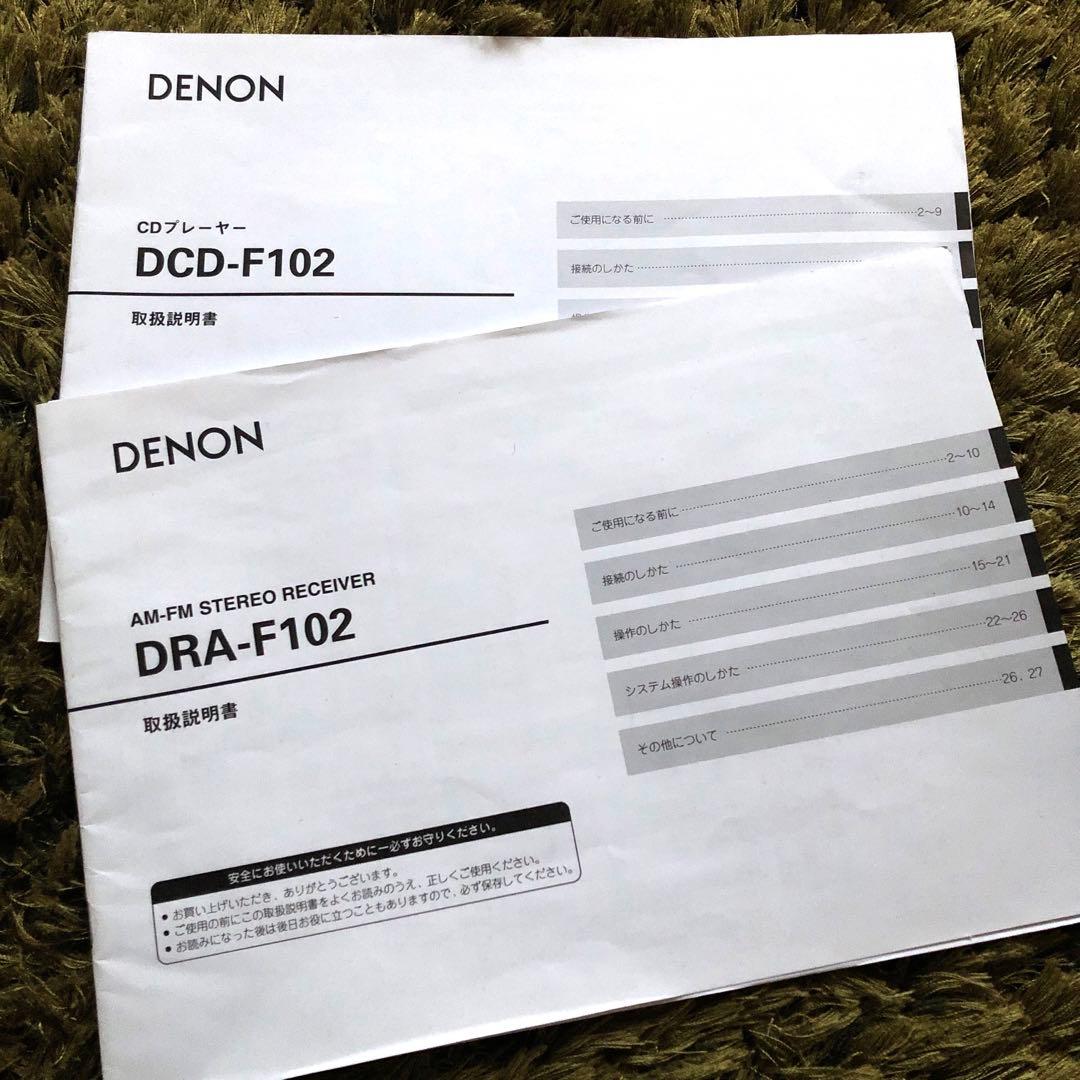 DENON
CDプレーヤー
DCD-F102
取扱説明書
ご使用になる前に ……………………………………2〜9
接続のしかた……………………………………
DENON
AM-FM STEREO RECEIVER
DRA-F102
取扱説明書
ご使用になる前に……………………………………2〜10
接続のしかた ……………………………………10〜14
操作のしかた ……………………………………15〜21
システム操作のしかた ……………………………………22〜26
その他について ……………………………………26, 27
安全にお使いいただくために―必ずお守りください。
● お買い上げいただき、ありがとうございます。
● ご使用の前にこの取扱説明書をよくお読みのうえ、正しくご使用ください。
● お読みになった後は後日お役に立つこともありますので、必ず保存してください。